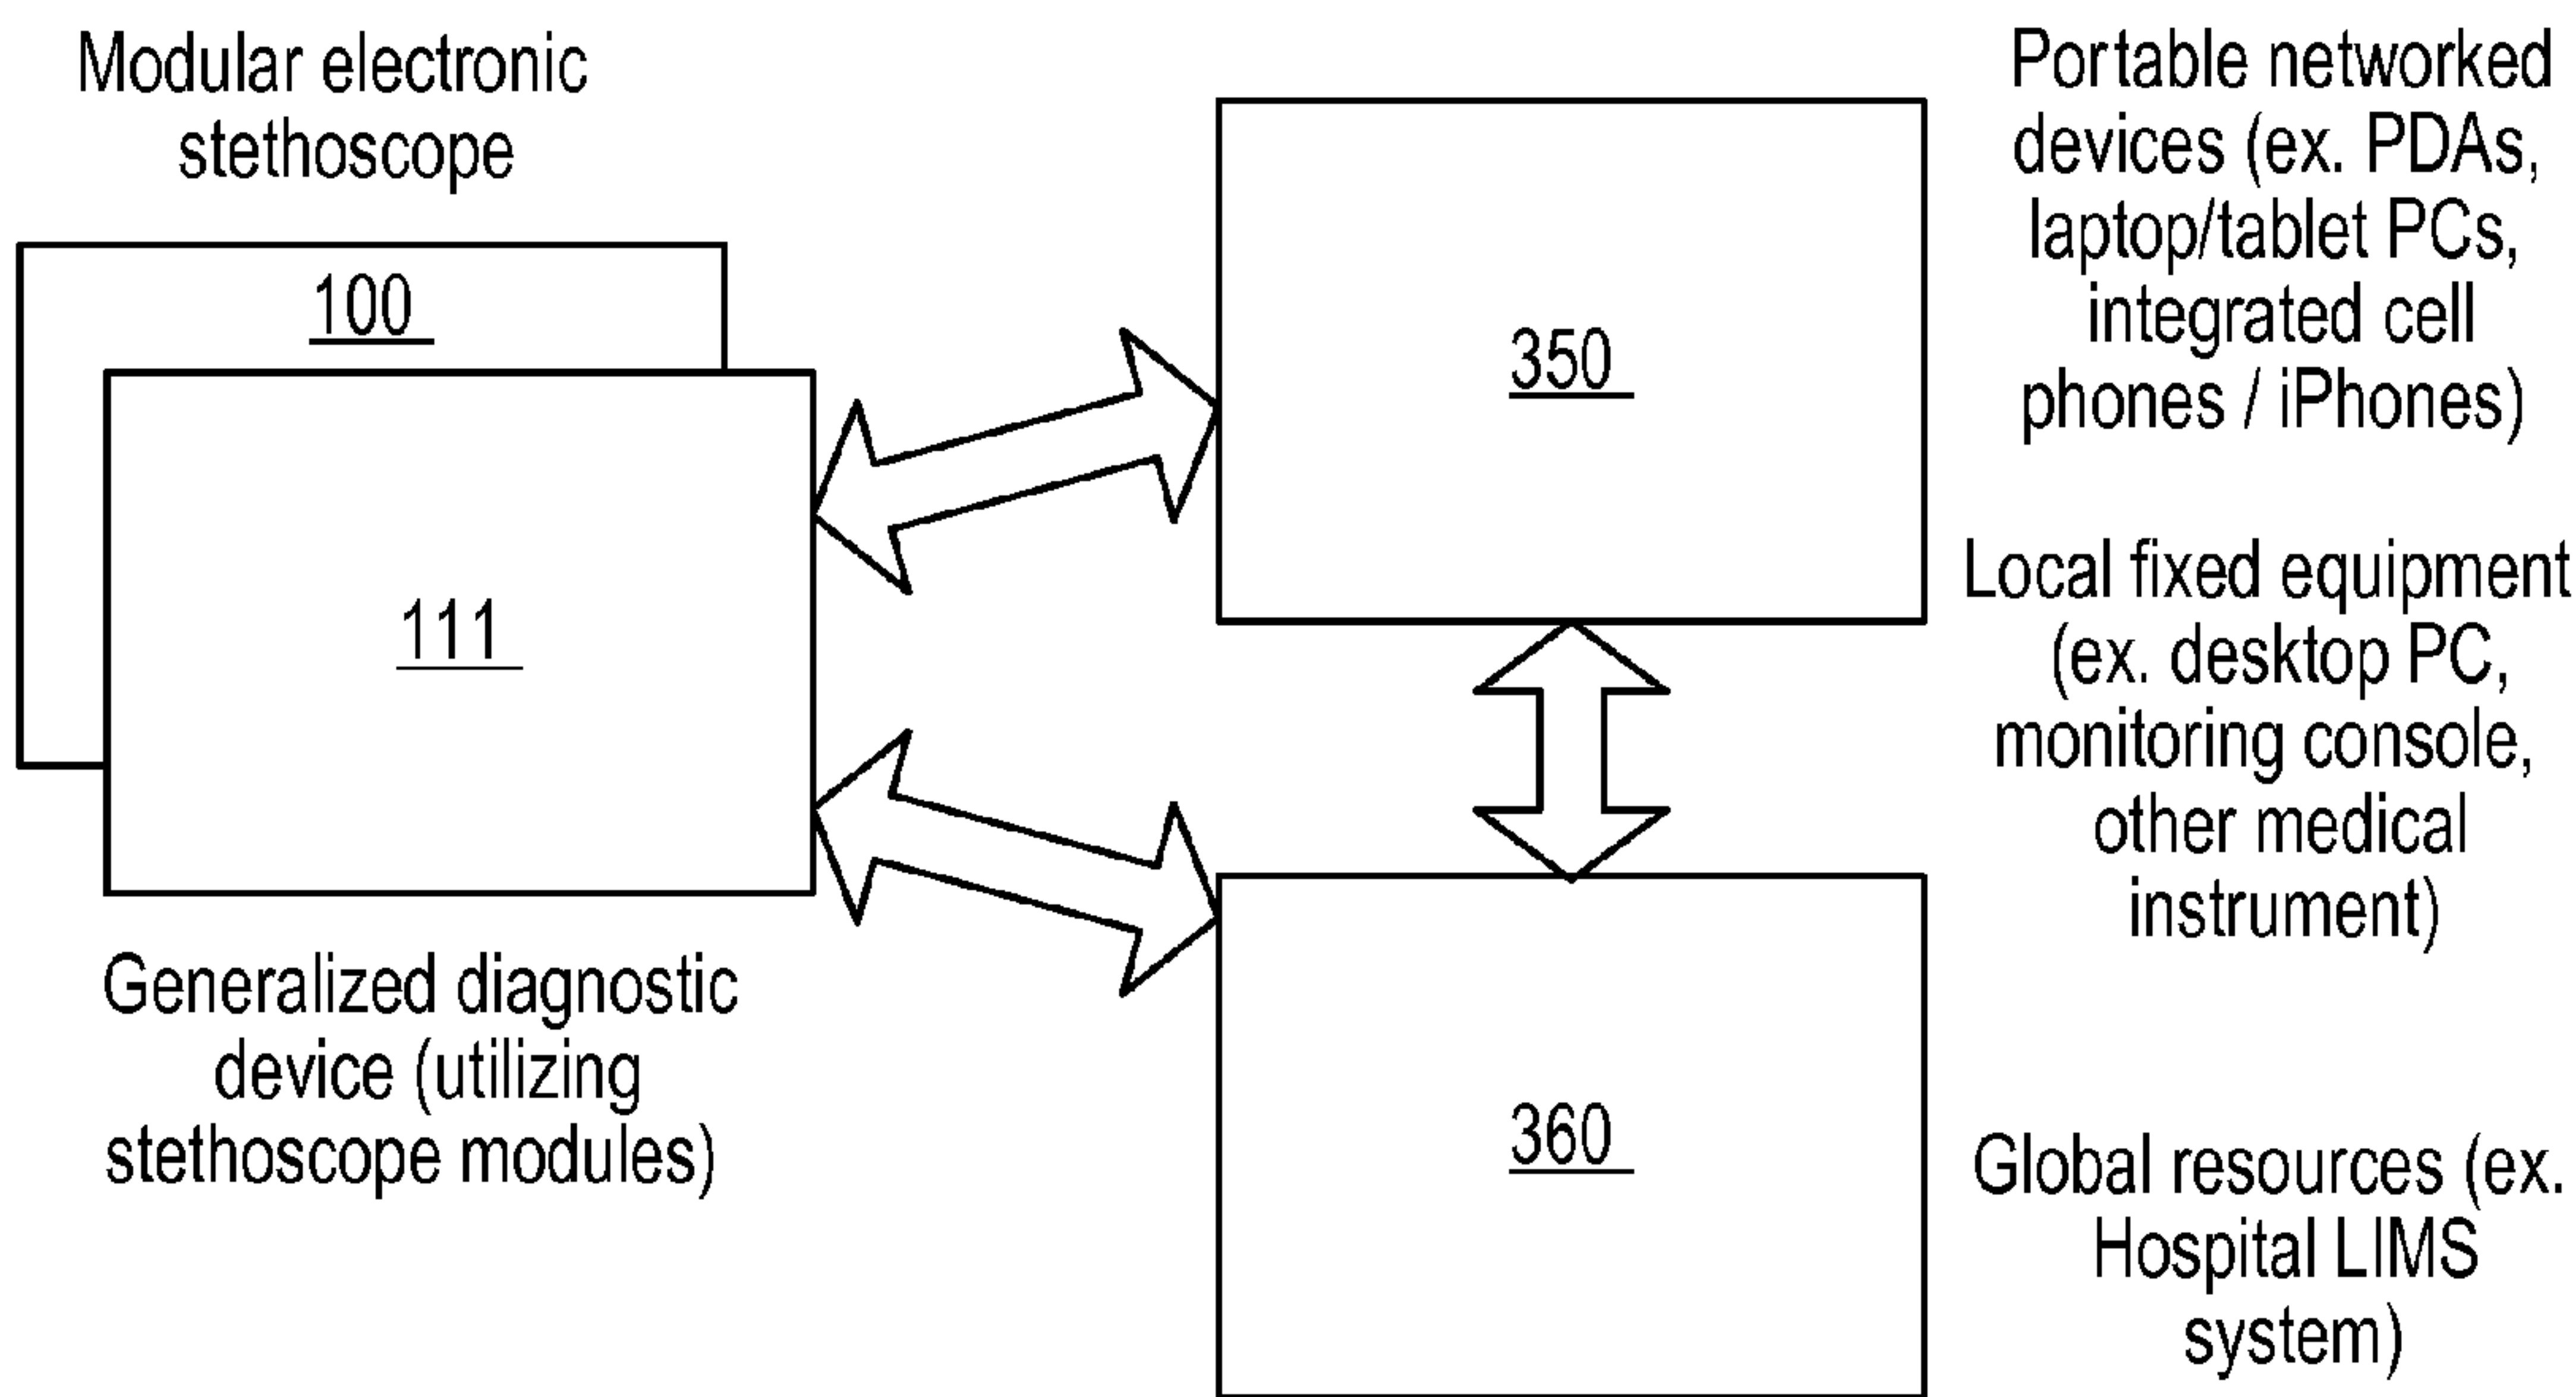 Modular electronic
stethoscope
100
111
Generalized diagnostic
device (utilizing
stethoscope modules)
350
360
Portable networked
devices (ex. PDAs,
laptop/tablet PCs,
integrated cell
phones / iPhones)
Local fixed equipment
(ex. desktop PC,
monitoring console,
other medical
instrument)
Global resources (ex.
Hospital LIMS
system)